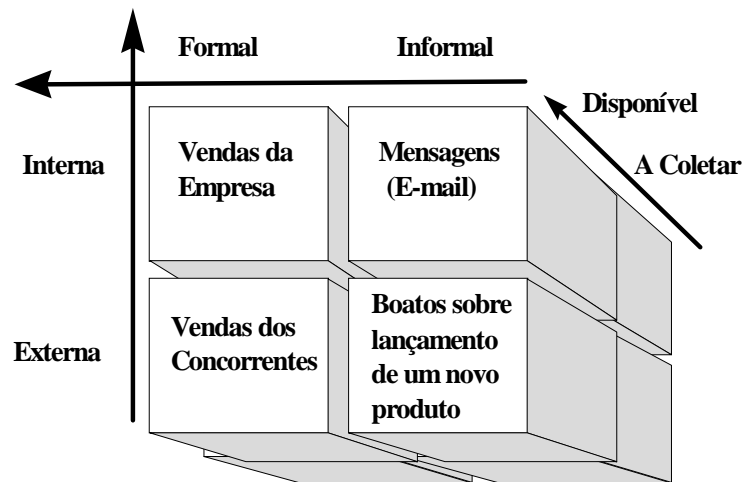 Formal
Informal
Disponível
A Coletar
Interna
Vendas da
Empresa
Mensagens
(E-mail)
Externa
Vendas dos
Concorrentes
Boatos sobre
lançamento
de um novo
produto